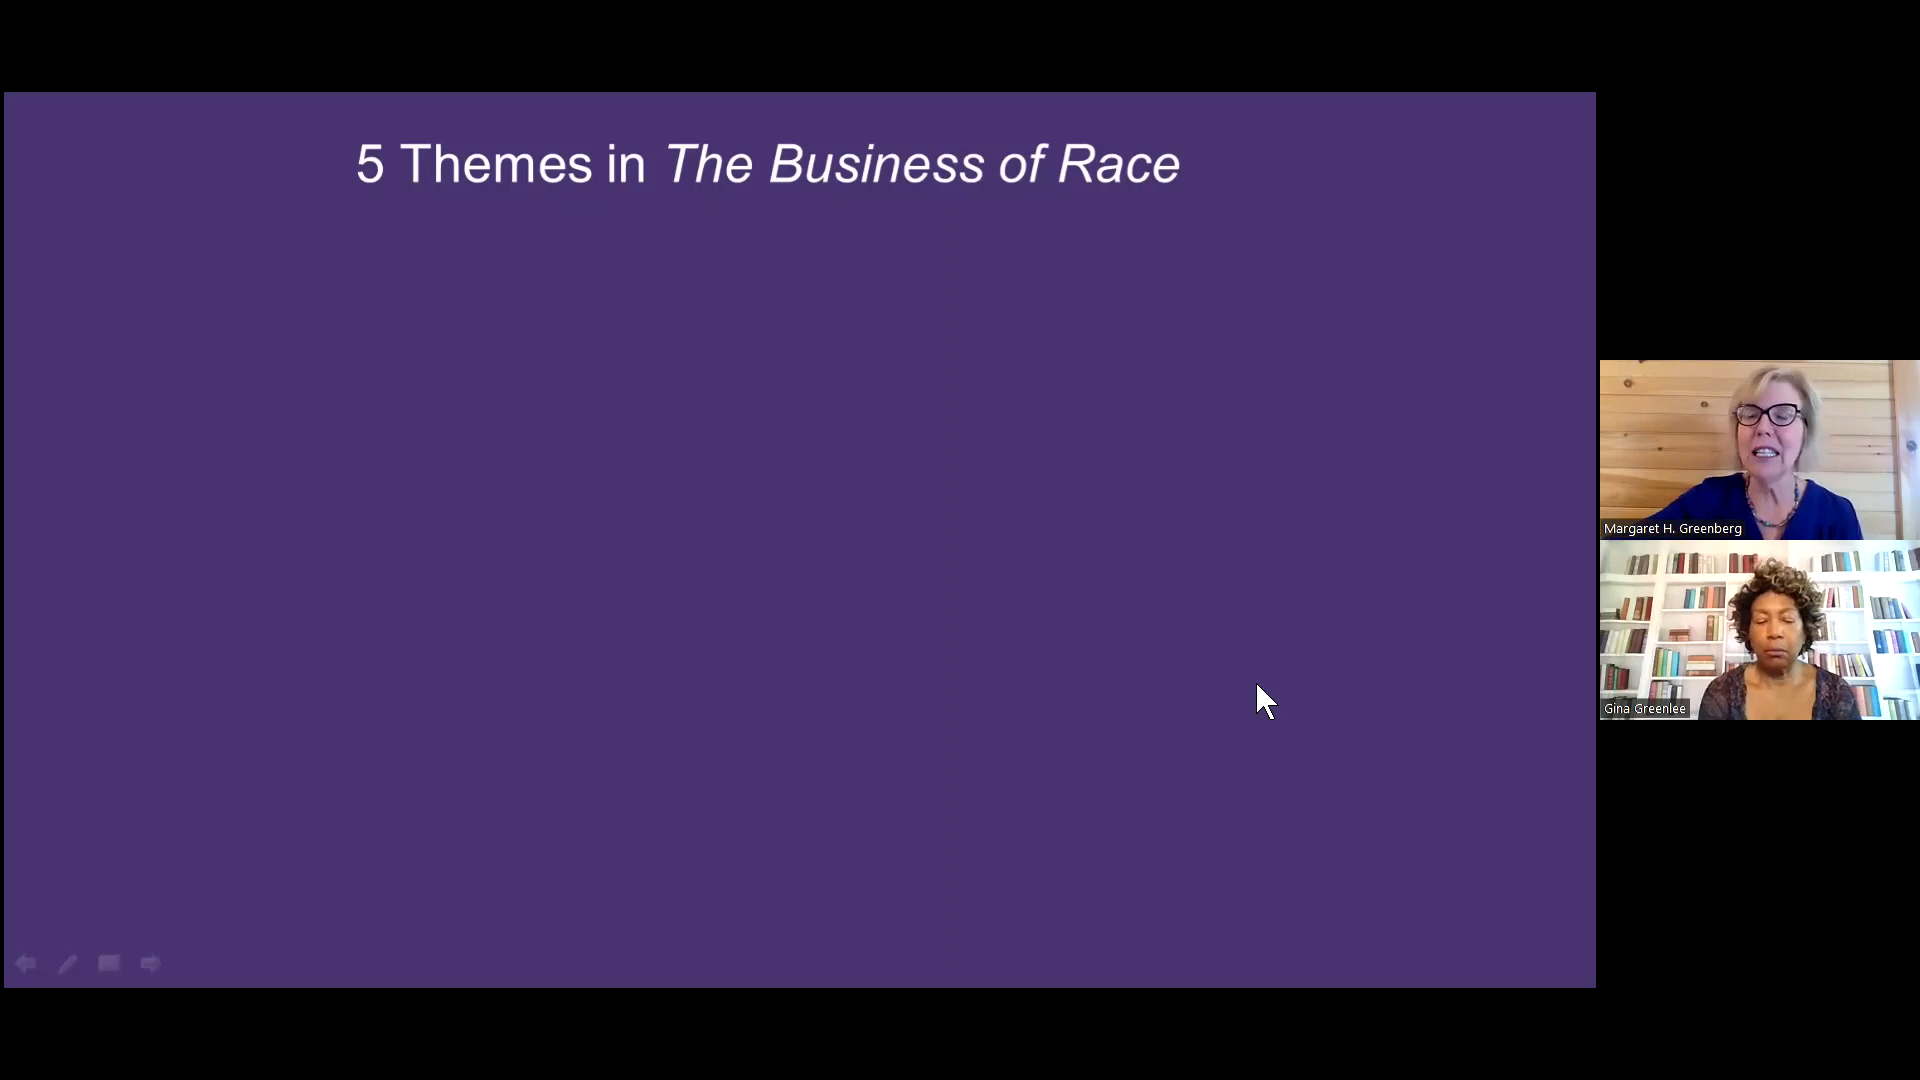 5 Themes in The Business of Race
Margaret H. Greenberg
Gina Greenlee